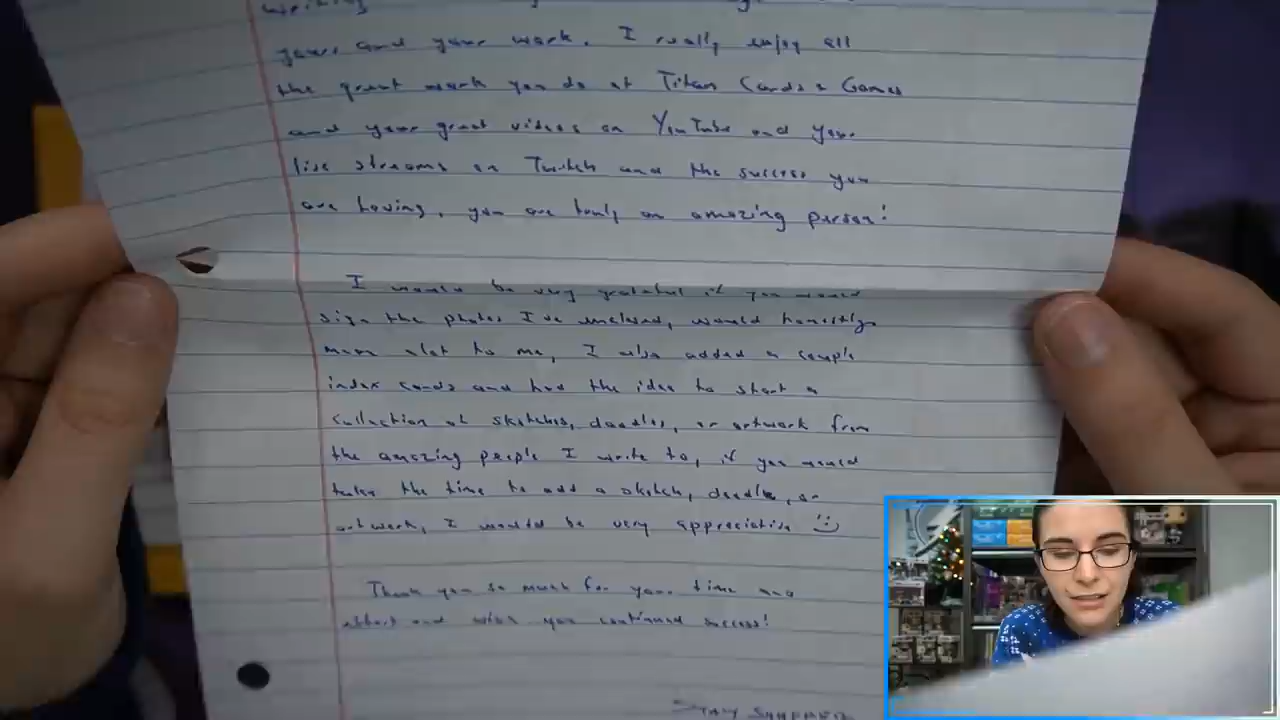 writing
yours and your work. I really enjoy all
the great work you do at Titan Cards & Games
and your great videos on YouTube and your
live streams on Twitch and the success you
are having, you are truly an amazing person!
I would be very grateful if you would
sign the photos I've enclosed, would honestly
mean alot to me, I also added a couple
index cards and had the idea to start a
collection of sketches, doodles, or artwork from
the amazing people I write to, if you would
take the time to add a sketch, doodle, or
artwork, I would be very appreciative :)
Thank you so much for your time and
effort and wish you continued success!